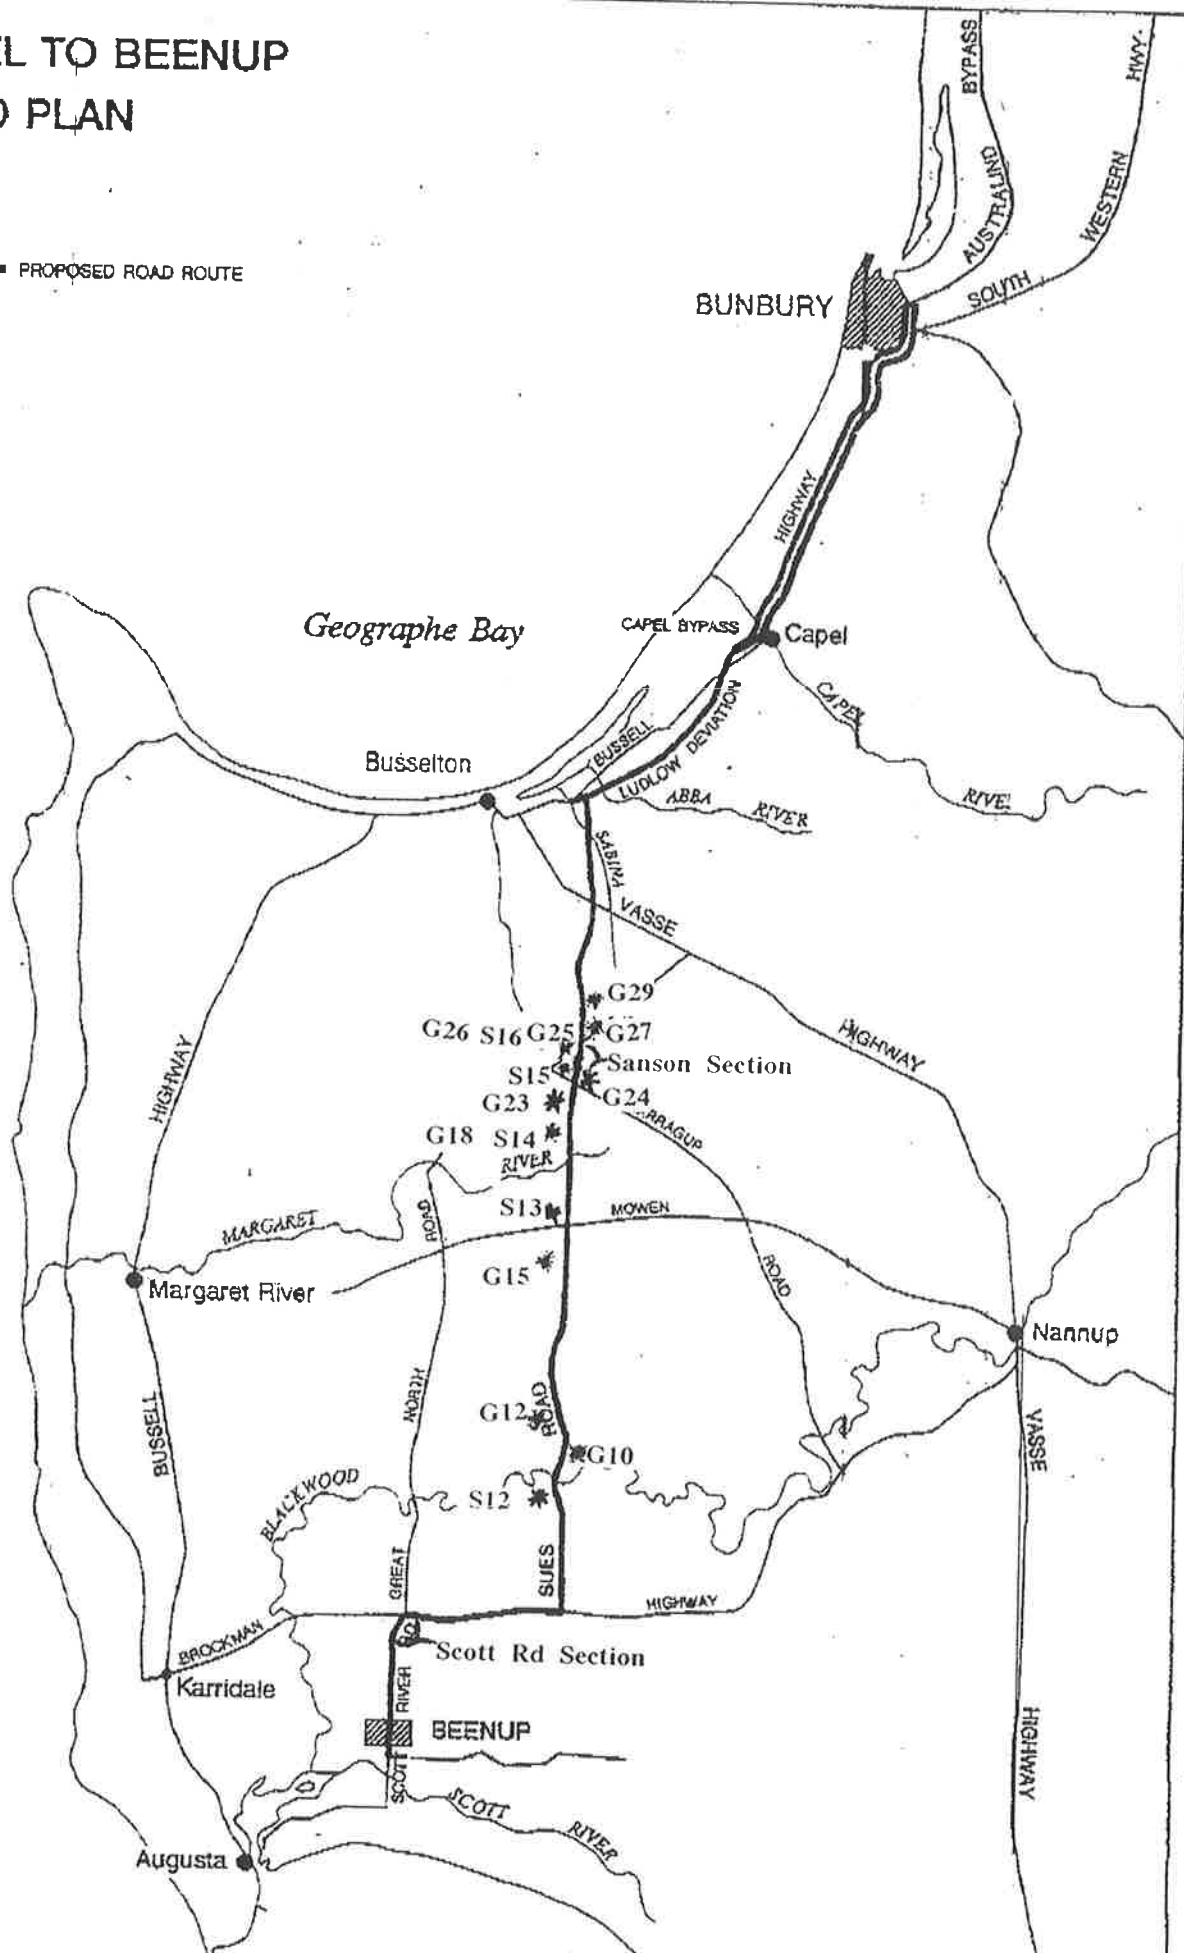 EL TO BEENUP
PLAN
PROPOSED ROAD ROUTE
BYPASS
HWY.
AUSTRALIND
WESTERN
SOUTH
BUNBURY
HIGHWAY
Geographe Bay
CAPEL BYPASS
Capel
CAPEL
RIVE
BUSSELL
LUDLOW DEVIATION
Busselton
ABBA
RIVER
SABINA
VASSE
HIGHWAY
G29
G26 S16 G25 G27
Sanson Section
S15
G23 G24
RRAGUP
G18 S14
RIVER
HIGHWAY
S13 MOWEN
MARGARET
ROAD
G15
ROAD
Margaret River
Nannup
NORTH
G12
ROAD
G10
BUSSELL
VASSE
BLACKWOOD
S12
GREAT
SUES
HIGHWAY
BROCKMAN
RD
Scott Rd Section
Karridale
RIVER
BEENUP
SCOTT
HIGHWAY
SCOTT
RIVER
Augusta